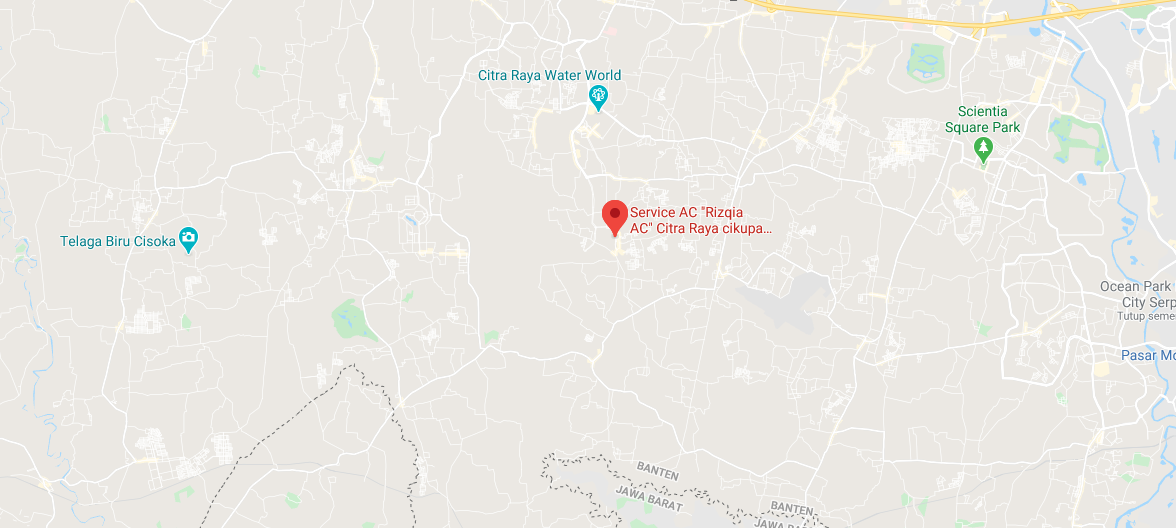 Citra Raya Water World
Scientia
Square Park
Service AC "Rizqia
AC" Citra Raya cikupa...
Telaga Biru Cisoka
Ocean Park
City Serp
Tutup seme
Pasar Mo
BANTEN
JAWA BARAT
BANTEN
JAWA BARAT